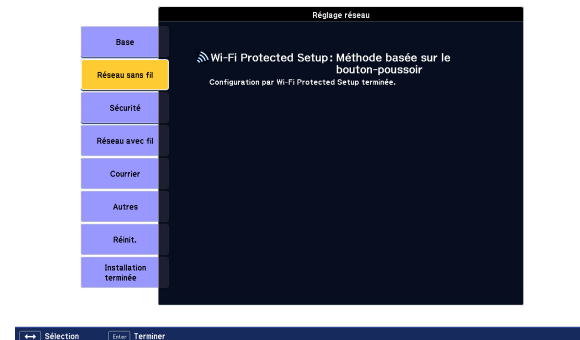 Réglage réseau
Base
Réseau sans fil
Sécurité
Réseau avec fil
Courrier
Autres
Réinit.
Installation
terminée
Wi-Fi Protected Setup: Méthode basée sur le
bouton-poussoir
Configuration par Wi-Fi Protected Setup terminée.
Sélection Enter Terminer